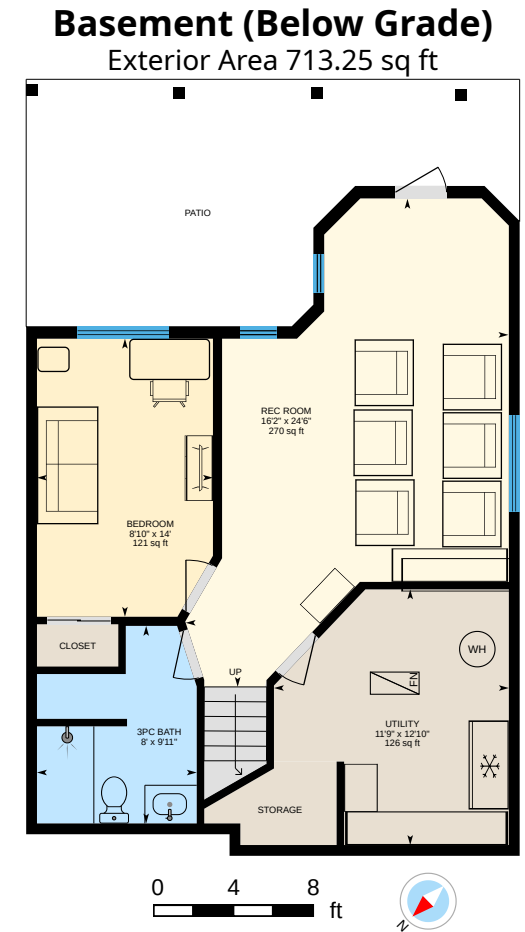 Basement (Below Grade)
Exterior Area 713.25 sq ft
PATIO
REC ROOM
16'2" x 24'6"
270 sq ft
BEDROOM
8'10" x 14'
121 sq ft
CLOSET
UP
WH
FN
3PC BATH
8' x 9'11"
UTILITY
11'9" x 12'10"
126 sq ft
STORAGE
0 4 8
ft
N